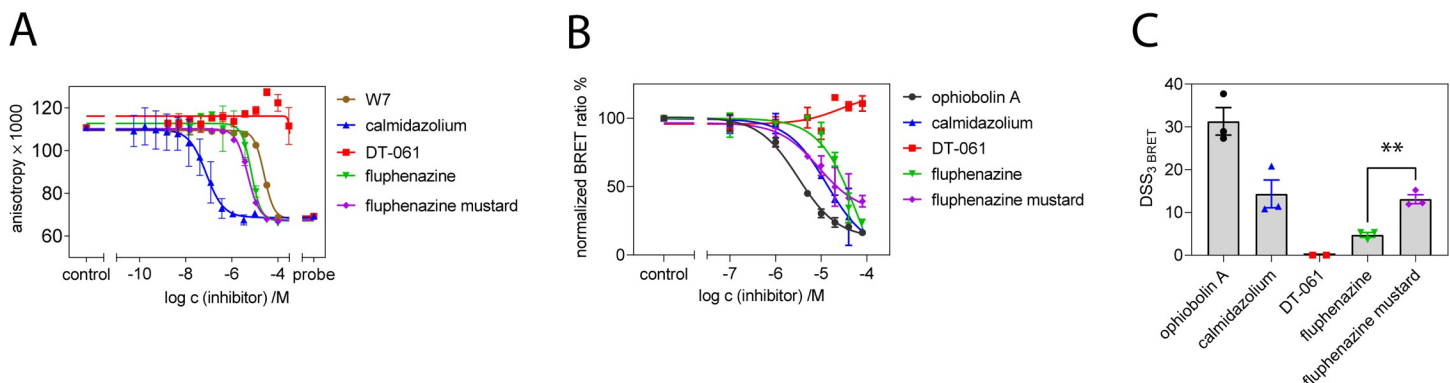 A
anisotropy × 1000
120
100
80
60
control
-10
-8
-6
-4
probe
log c (inhibitor) /M
W7
calmidazolium
DT-061
fluphenazine
fluphenazine mustard
B
normalized BRET ratio %
100
50
0
control
-7
-6
-5
-4
log c (inhibitor) /M
ophiobolin A
calmidazolium
DT-061
fluphenazine
fluphenazine mustard
C
DSS3 BRET
40
30
20
10
0
**
ophiobolin A
calmidazolium
DT-061
fluphenazine
fluphenazine mustard